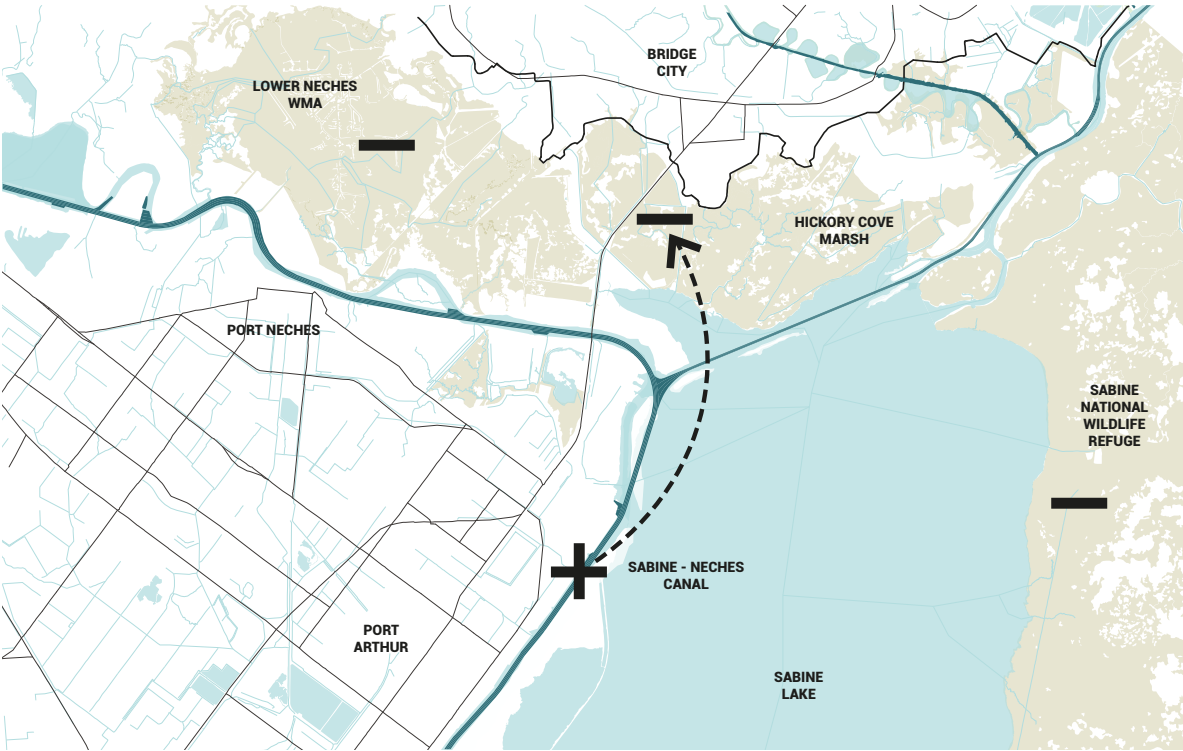 BRIDGE
CITY
LOWER NECHES
WMA
HICKORY COVE
MARSH
PORT NECHES
SABINE
NATIONAL
WILDLIFE
REFUGE
SABINE - NECHES
CANAL
PORT
ARTHUR
SABINE
LAKE